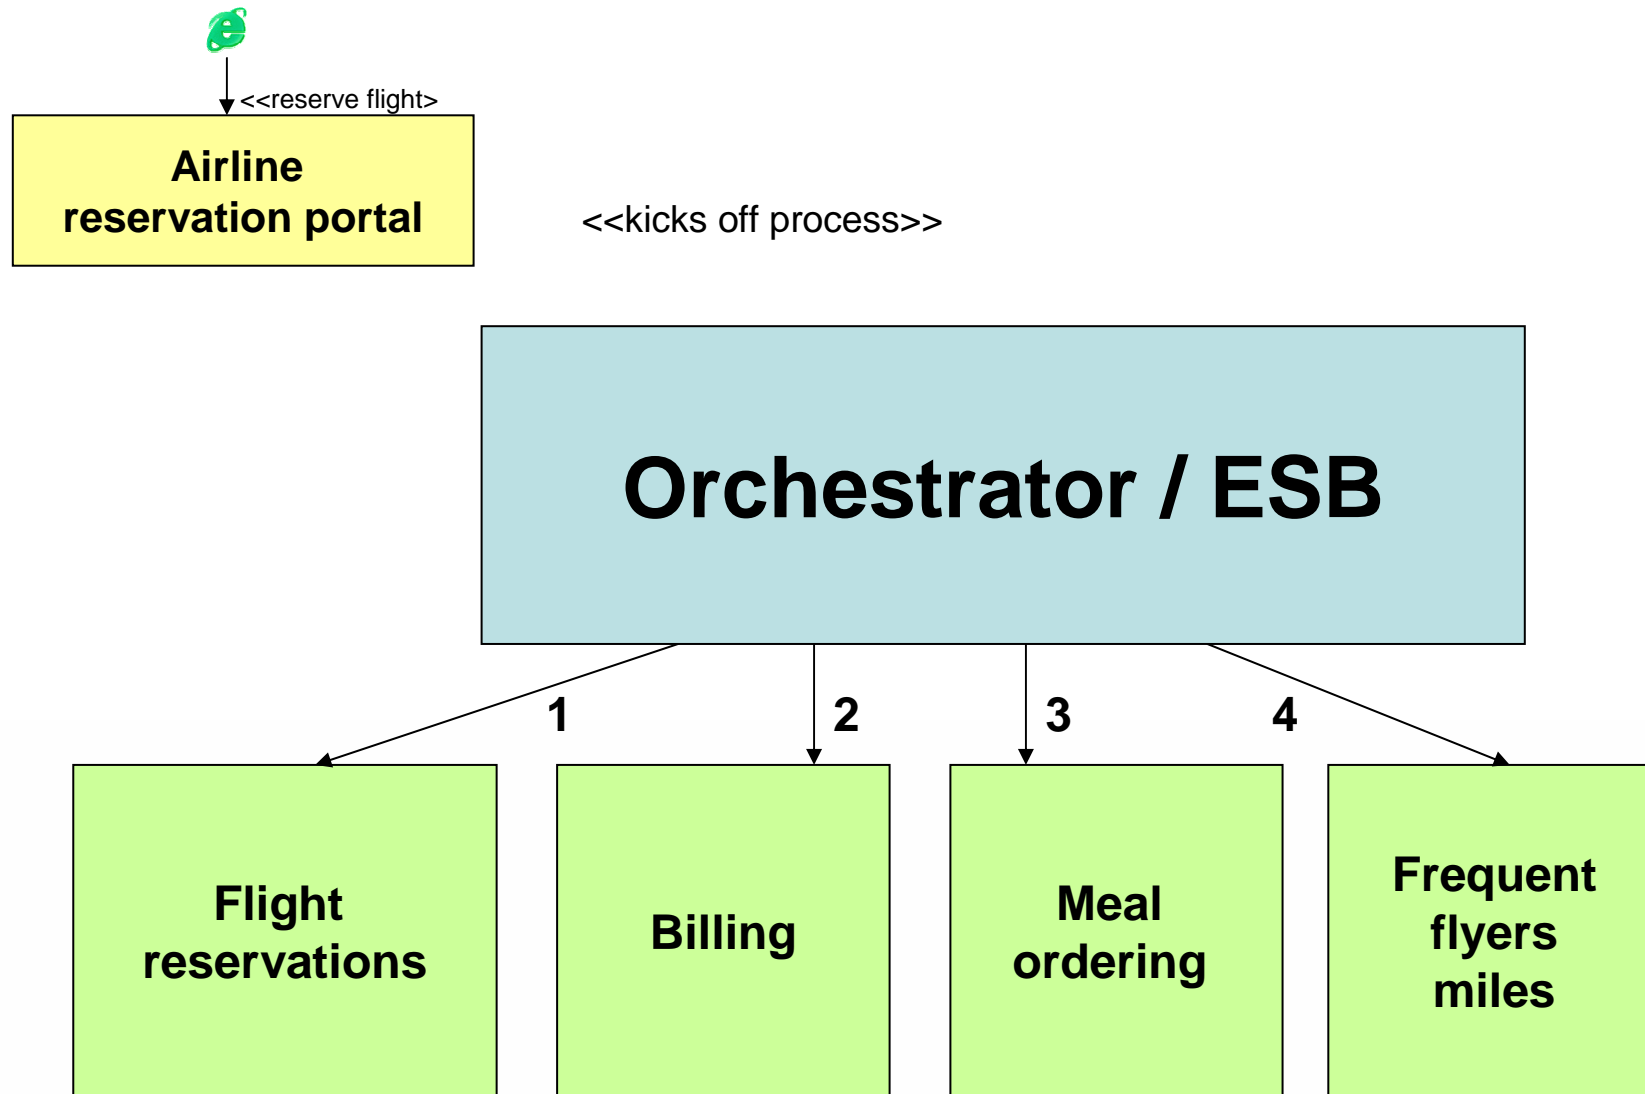 <<reserve flight>
Airline
reservation portal
<<kicks off process>>
Orchestrator / ESB
1
2
3
4
Flight
reservations
Billing
Meal
ordering
Frequent
flyers
miles